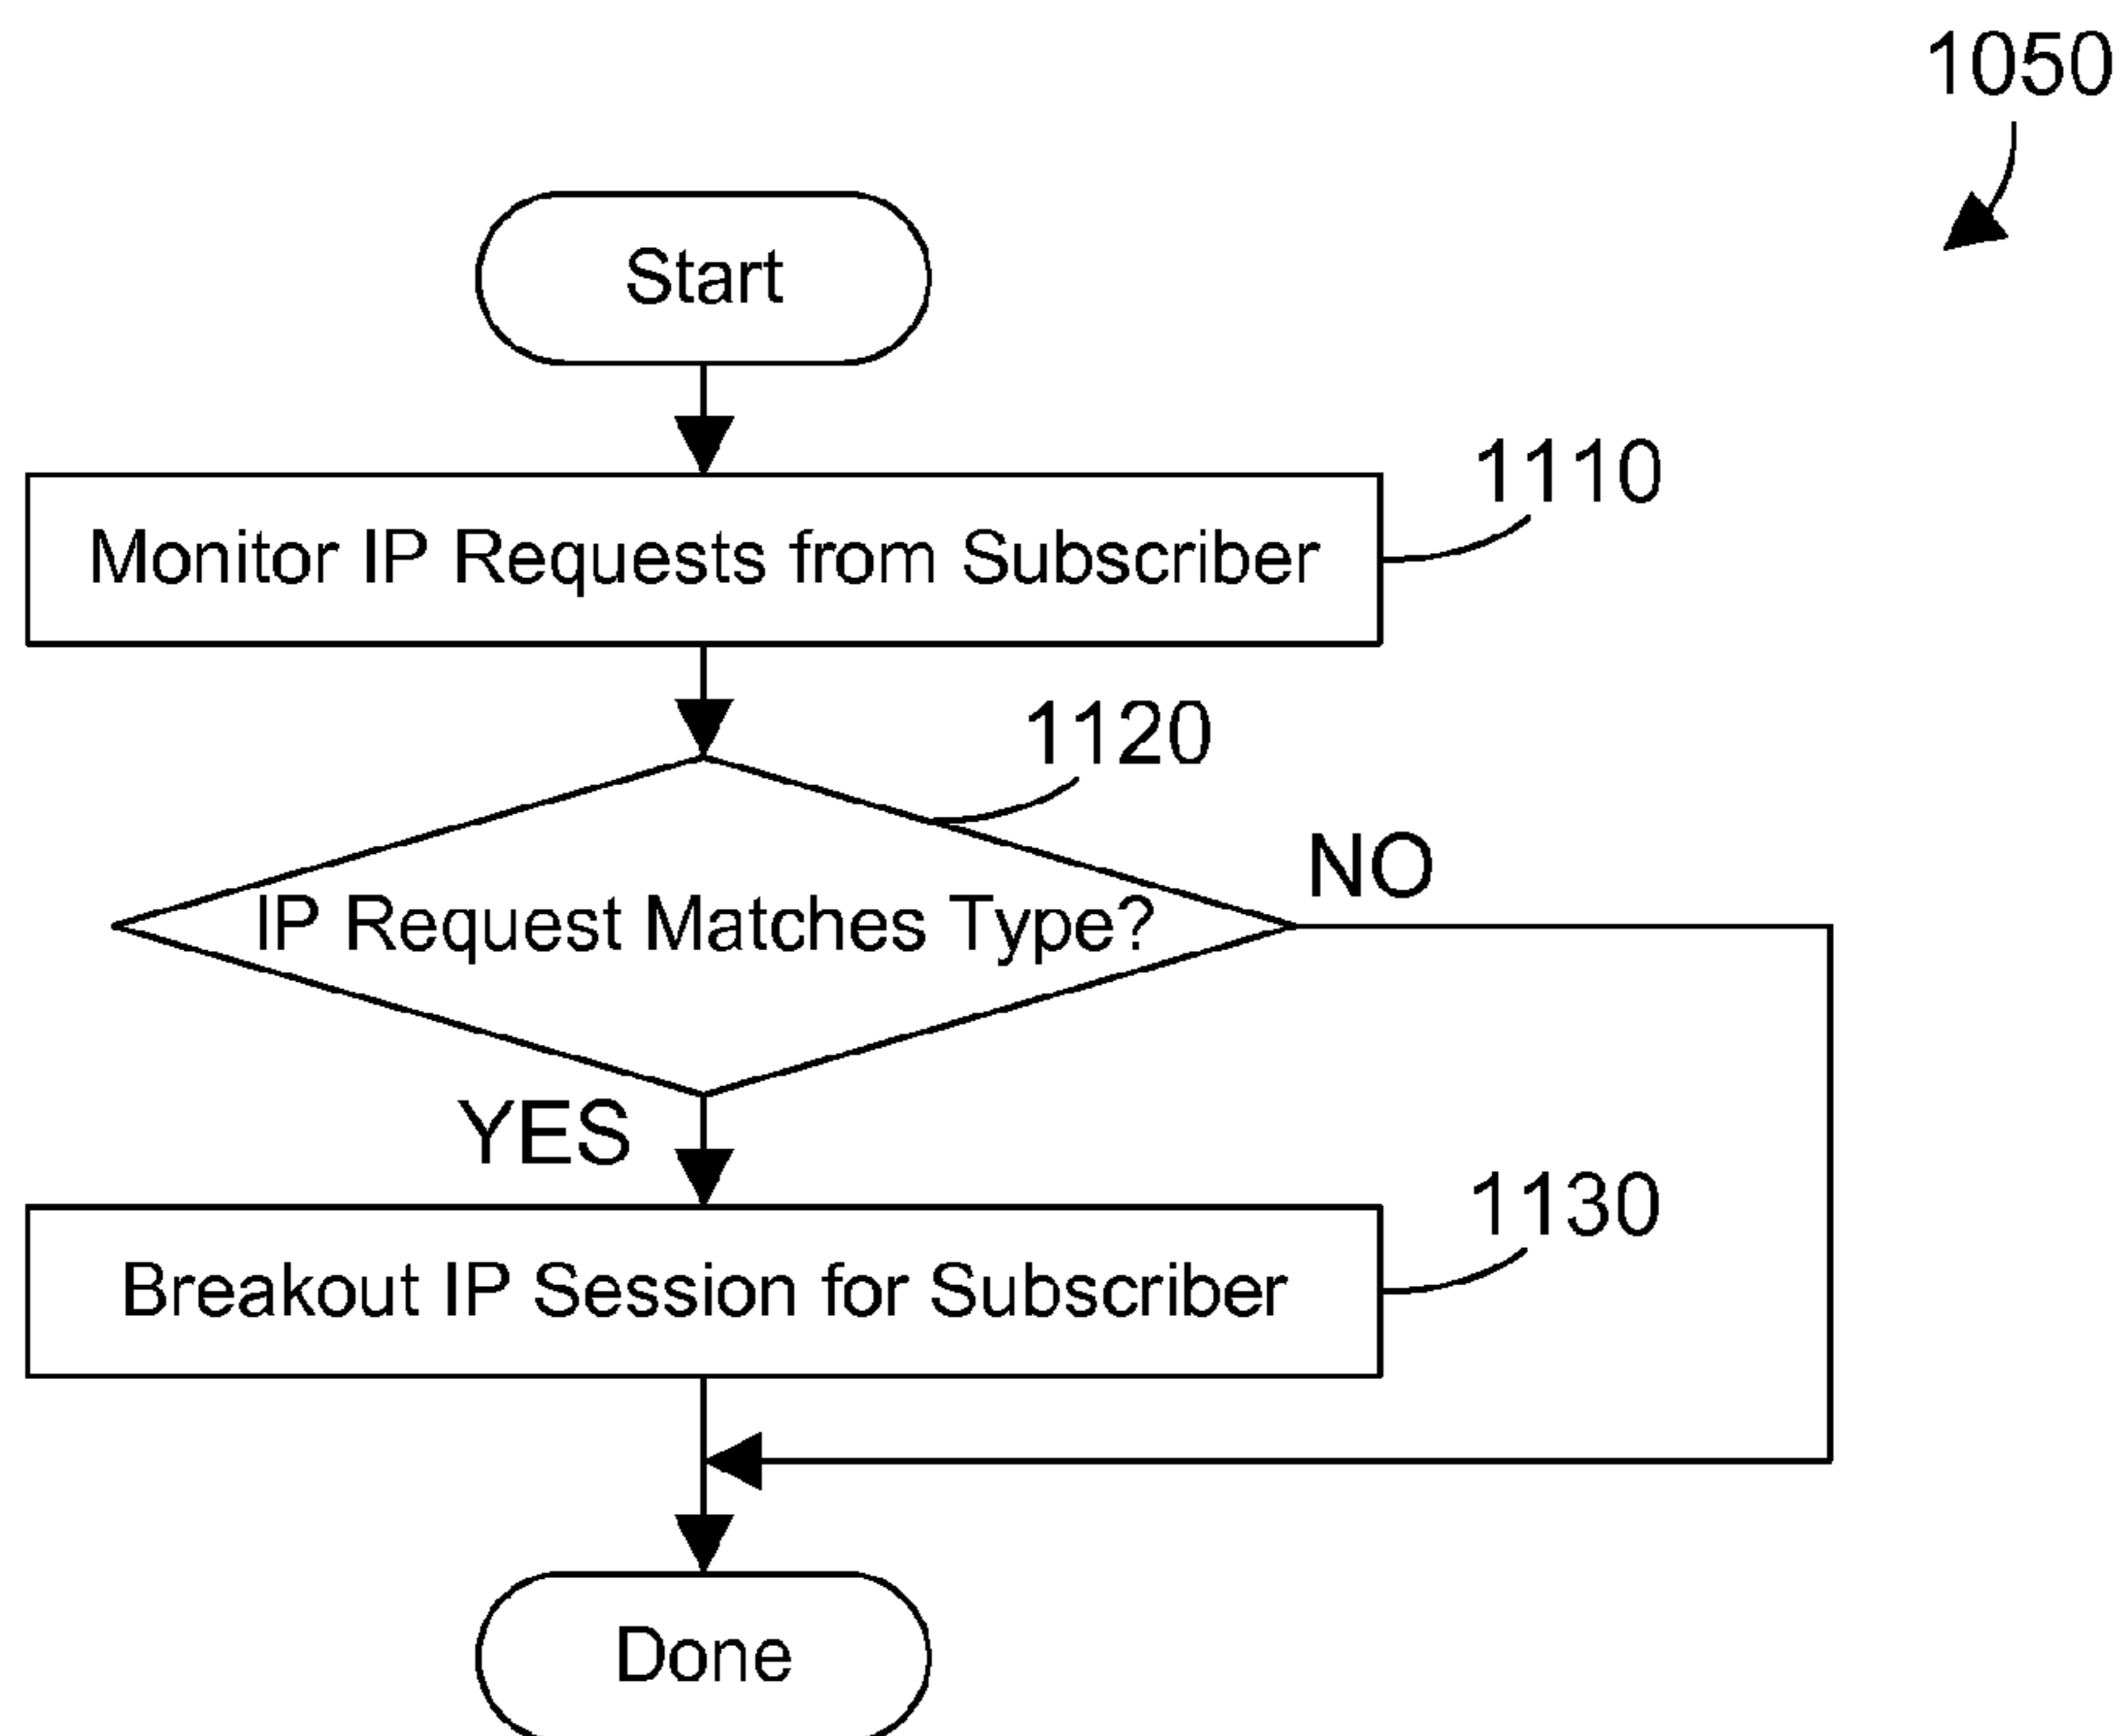 1050
Start
Monitor IP Requests from Subscriber
1110
1120
IP Request Matches Type?
NO
YES
Breakout IP Session for Subscriber
1130
Done